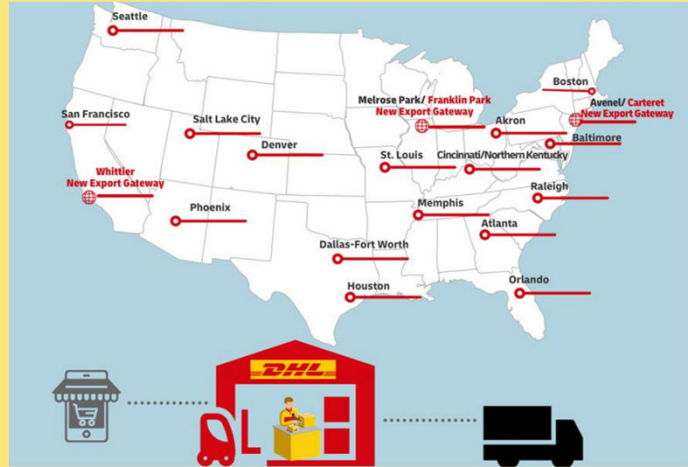 Seattle
Boston
Melrose Park/ Franklin Park
New Export Gateway
Avenel/ Carteret
New Export Gateway
San Francisco
Salt Lake City
Akron
Baltimore
Denver
St. Louis
Cincinnati/Northern Kentucky
Whittier
New Export Gateway
Raleigh
Phoenix
Memphis
Atlanta
Dallas-Fort Worth
Houston
Orlando
DHL